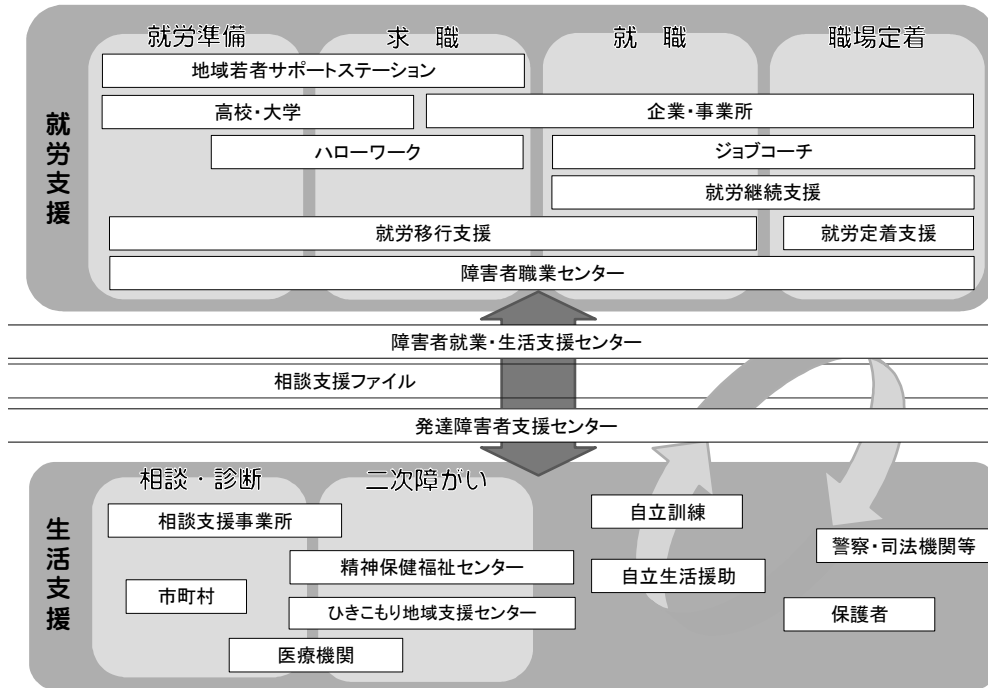 就労準備
求　職
就　職
職場定着
就労支援
地域若者サポートステーション
高校・大学
企業・事業所
ハローワーク
ジョブコーチ
就労継続支援
就労移行支援
就労定着支援
障害者職業センター
障害者就業・生活支援センター
相談支援ファイル
発達障害者支援センター
生活支援
相談・診断
二次障がい
相談支援事業所
自立訓練
警察・司法機関等
精神保健福祉センター
自立生活援助
市町村
ひきこもり地域支援センター
保護者
医療機関